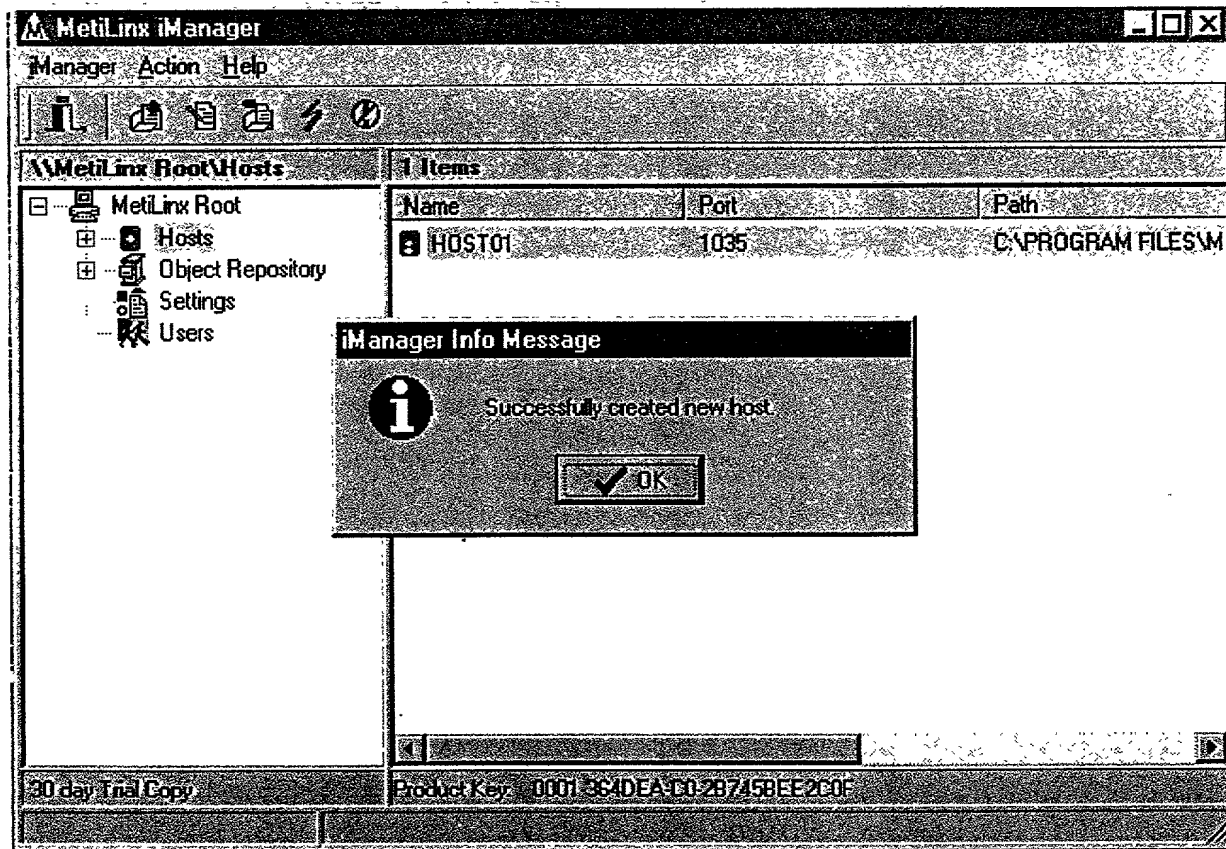 MetiLinx iManager
iManager Action Help
\\MetiLinx Root\Hosts
1 Items
MetiLinx Root
Hosts
Object Repository
Settings
Users
Name Port Path
HOST01 1035 C:\PROGRAM FILES\M
iManager Info Message
Successfully created new host.
OK
30 day Trial Copy
Product Key: 0001-364DEA-C0-2B745BEE2C0F